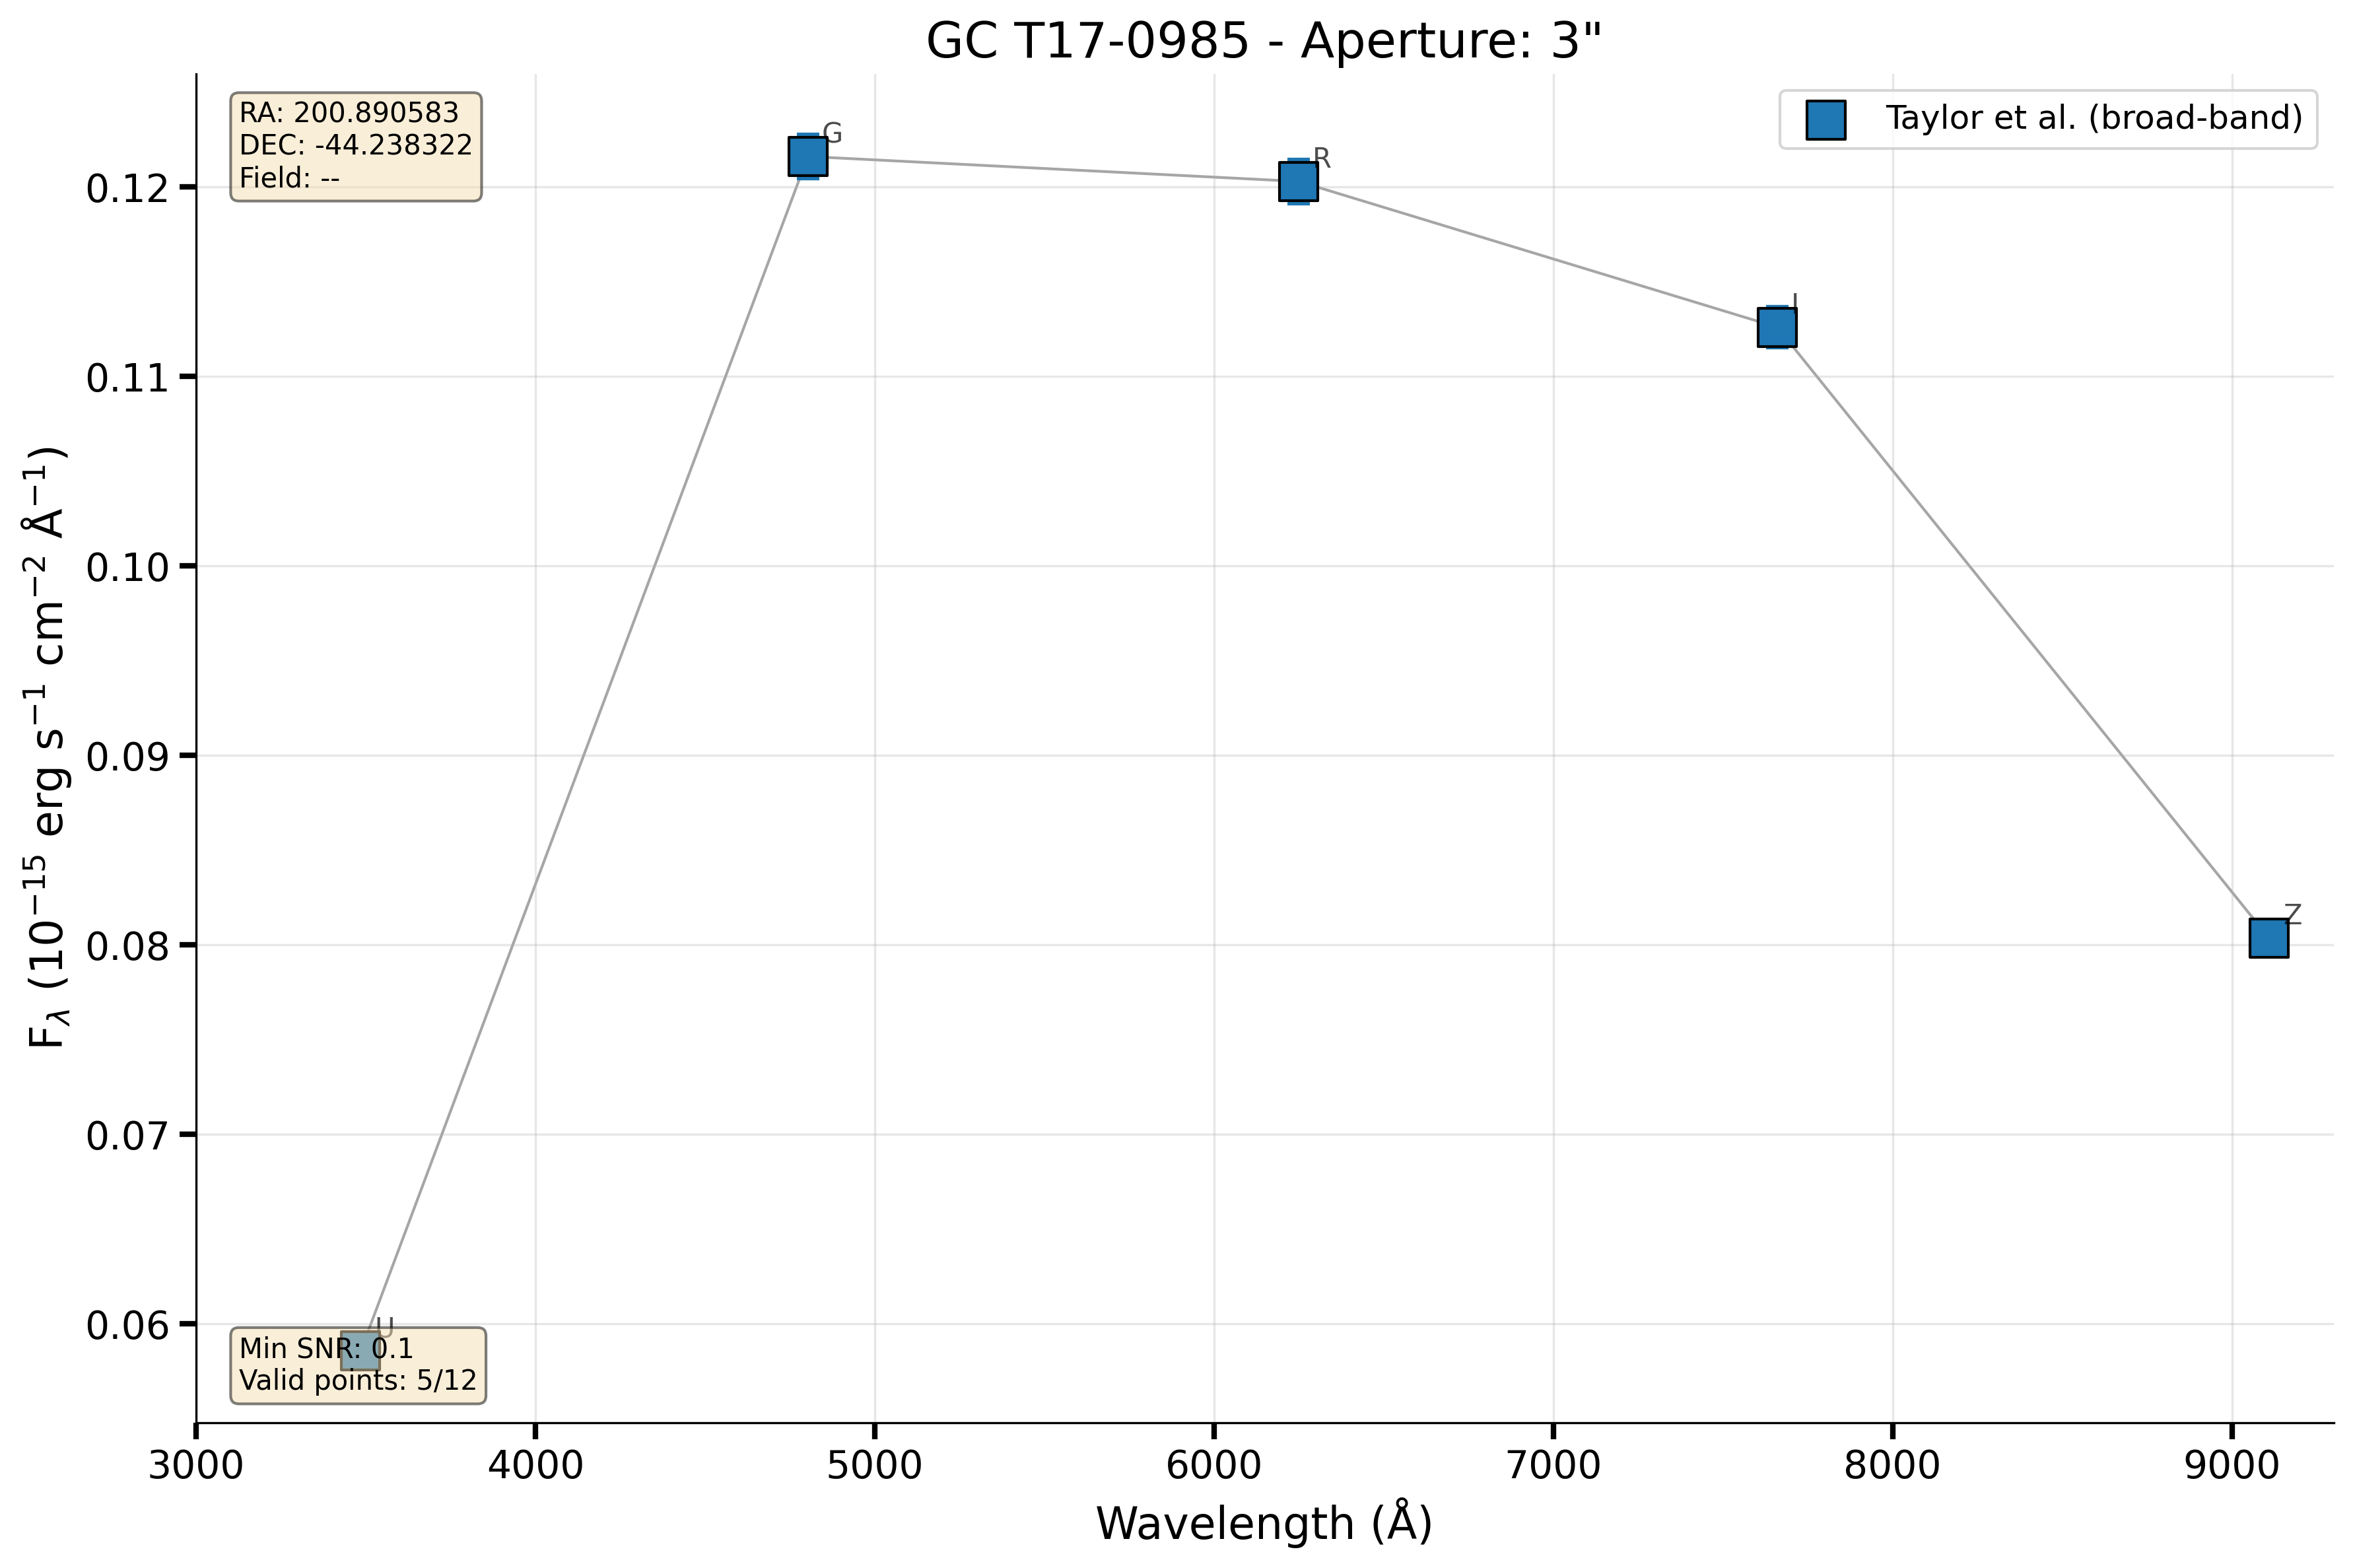 GC T17-0985 - Aperture: 3"
RA: 200.890583
DEC: -44.238322
Field: --
Taylor et al. (broad-band)
G
R
I
Z
U
Min SNR: 0.1
Valid points: 5/12
0.12
0.11
0.10
0.09
0.08
0.07
0.06
F_λ (10⁻¹⁵ erg s⁻¹ cm⁻² Å⁻¹)
3000 4000 5000 6000 7000 8000 9000
Wavelength (Å)